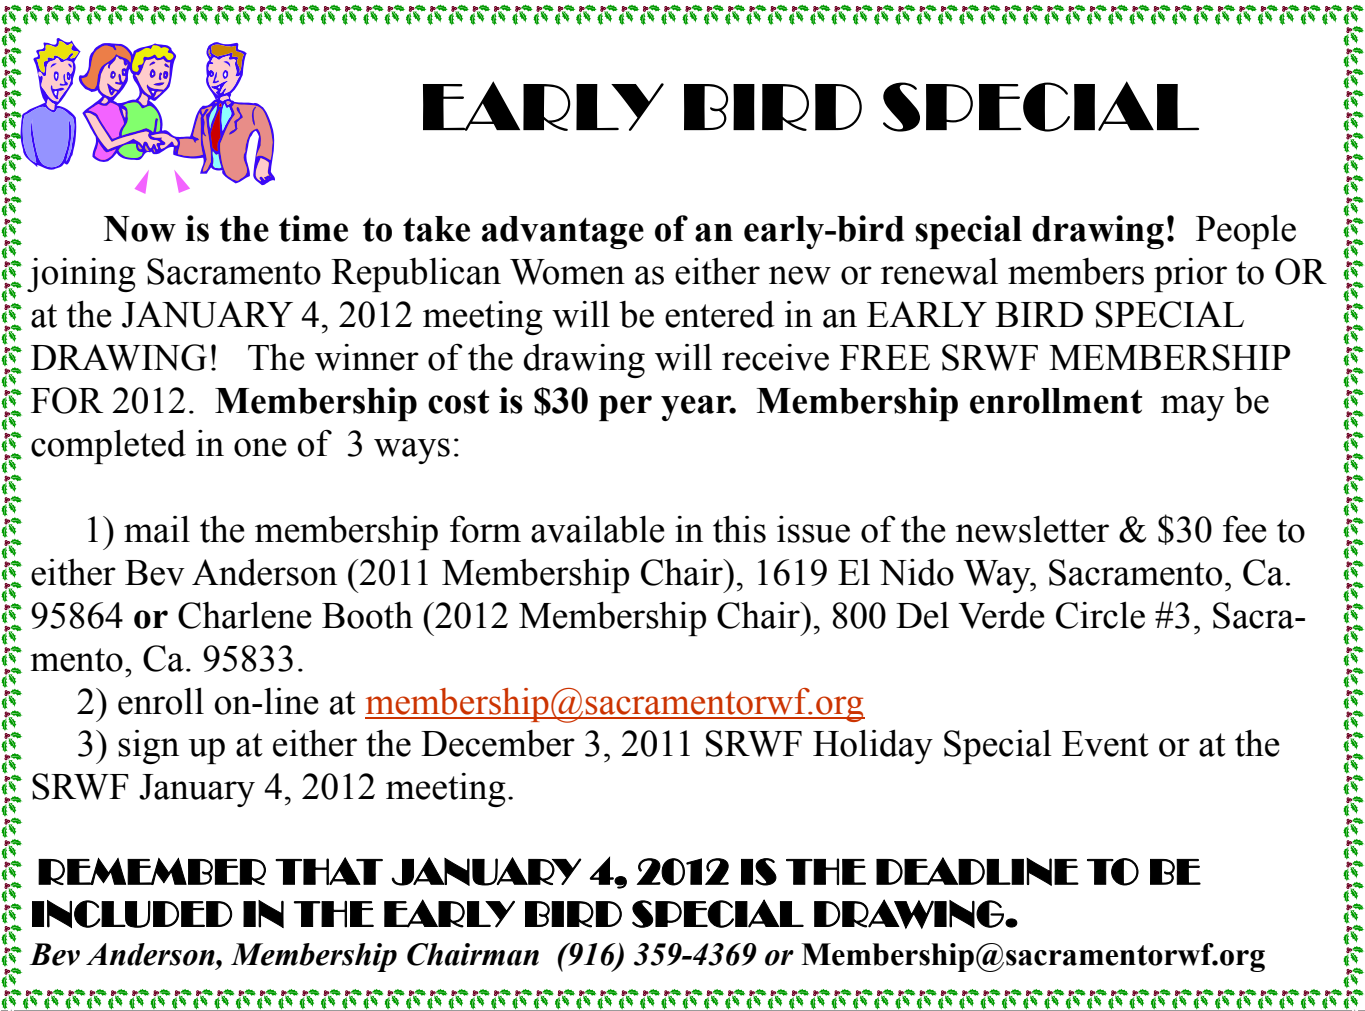 EARLY BIRD SPECIAL
Now is the time to take advantage of an early-bird special drawing! People
joining Sacramento Republican Women as either new or renewal members prior to OR
at the JANUARY 4, 2012 meeting will be entered in an EARLY BIRD SPECIAL
DRAWING! The winner of the drawing will receive FREE SRWF MEMBERSHIP
FOR 2012. Membership cost is $30 per year. Membership enrollment may be
completed in one of 3 ways:
1) mail the membership form available in this issue of the newsletter & $30 fee to
either Bev Anderson (2011 Membership Chair), 1619 El Nido Way, Sacramento, Ca.
95864 or Charlene Booth (2012 Membership Chair), 800 Del Verde Circle #3, Sacra-
mento, Ca. 95833.
2) enroll on-line at membership@sacramentorwf.org
3) sign up at either the December 3, 2011 SRWF Holiday Special Event or at the
SRWF January 4, 2012 meeting.
REMEMBER THAT JANUARY 4, 2012 IS THE DEADLINE TO BE
INCLUDED IN THE EARLY BIRD SPECIAL DRAWING.
Bev Anderson, Membership Chairman (916) 359-4369 or Membership@sacramentorwf.org